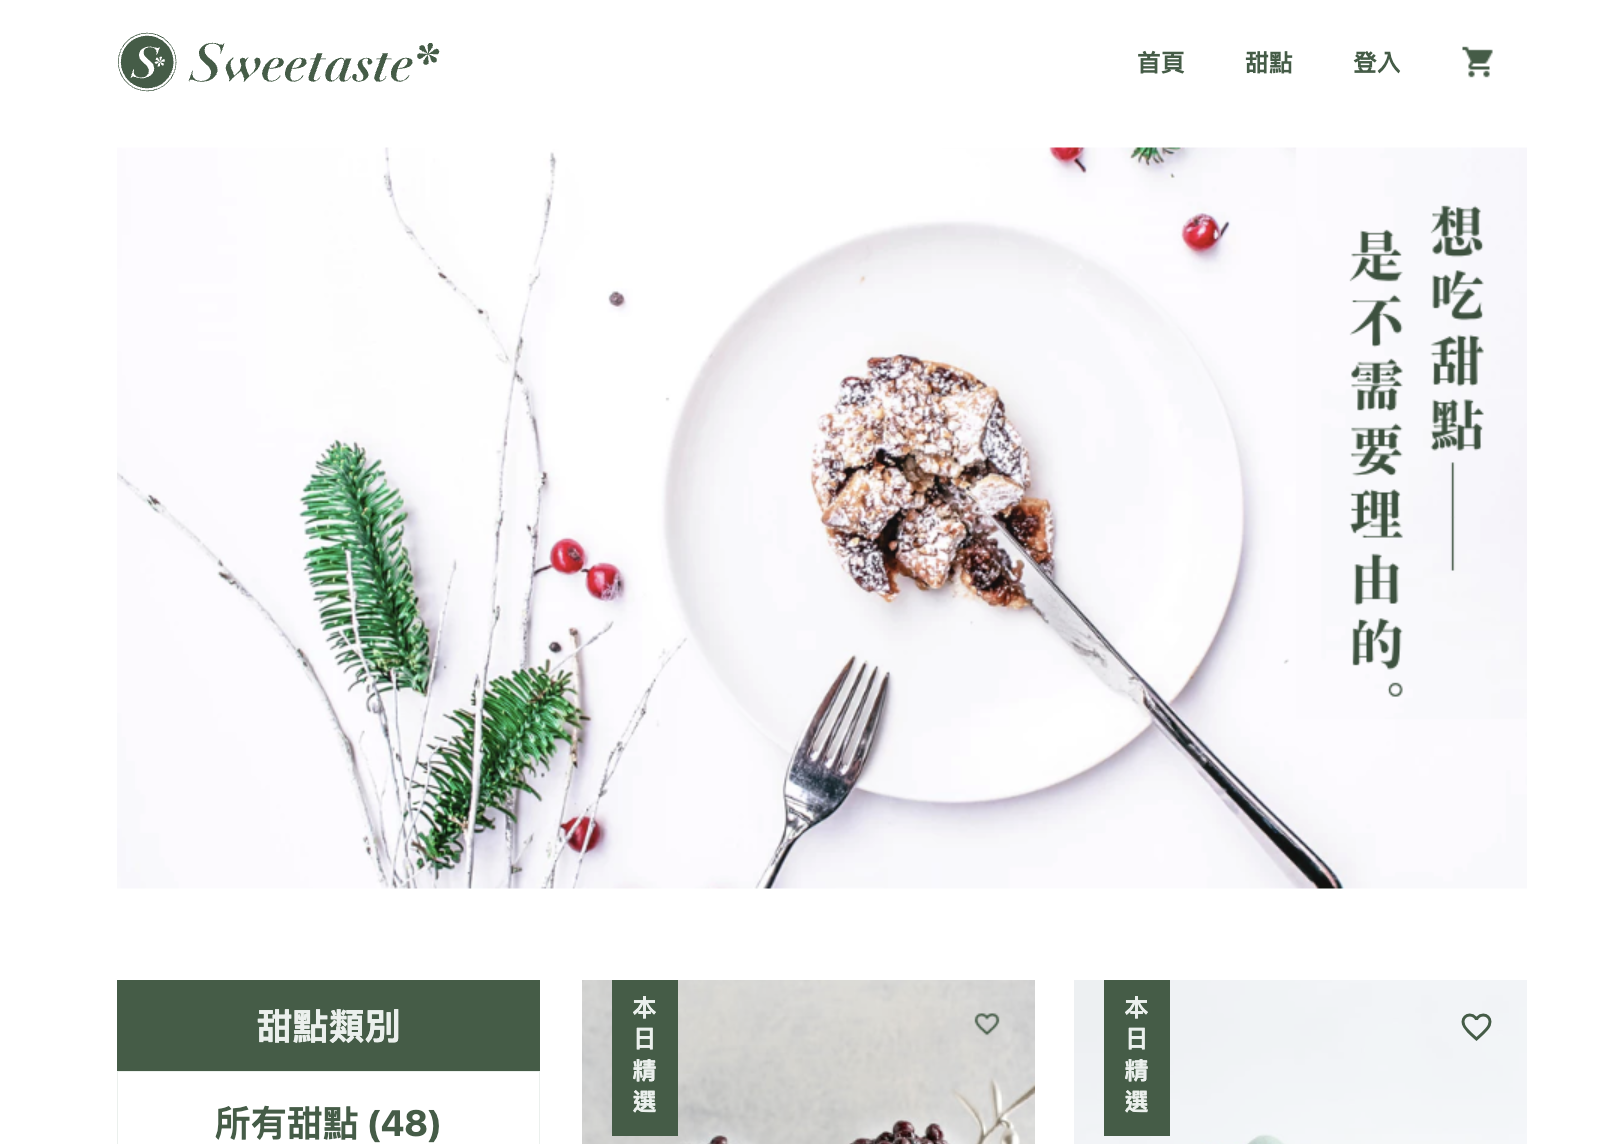 S* Sweetaste*
首頁 甜點 登入
想吃甜點——
是不需要理由的。
甜點類別
所有甜點 (48)
本日精選
本日精選